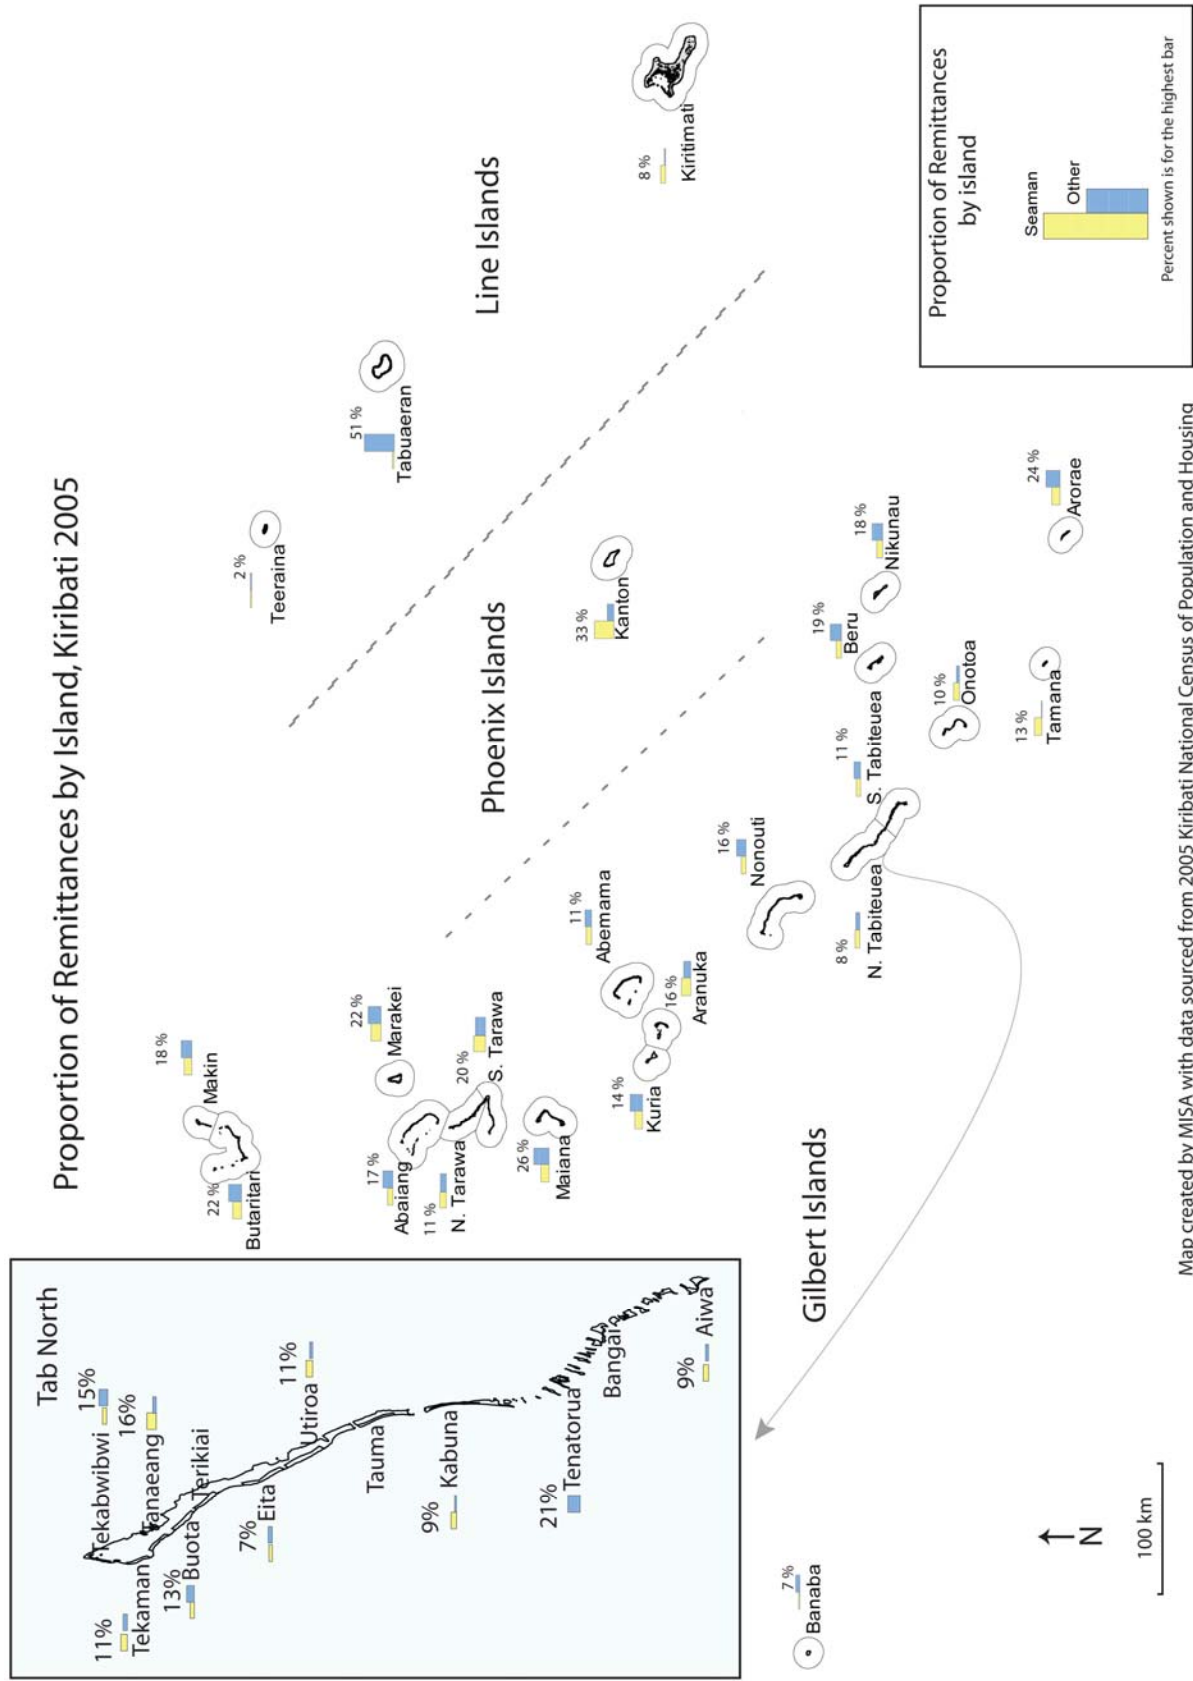 Proportion of Remittances by Island, Kiribati 2005
Tab North
15%
Tekabwibwi
16%
Tanaeang
11%
Tekaman
13%
Buota
Terikiai
7%
Eita
11%
Utiroa
Tauma
9%
Kabuna
21%
Tenatorua
Bangai
9%
Aiwa
18 %
Makin
22 %
Butaritari
22 %
Marakei
17 %
Abaiang
11 %
N. Tarawa
20 %
S. Tarawa
26 %
Maiana
14 %
Kuria
11 %
Abemama
16 %
Aranuka
16 %
Nonouti
8 %
N. Tabiteuea
11 %
S. Tabiteuea
19 %
Beru
18 %
Nikunau
10 %
Onotoa
13 %
Tamana
24 %
Arorae
7 %
Banaba
Gilbert Islands
Phoenix Islands
33 %
Kanton
Line Islands
2 %
Teeraina
51 %
Tabuaeran
8 %
Kiritimati
N
100 km
Proportion of Remittances
by island
Seaman
Other
Percent shown is for the highest bar
Map created by MISA with data sourced from 2005 Kiribati National Census of Population and Housing